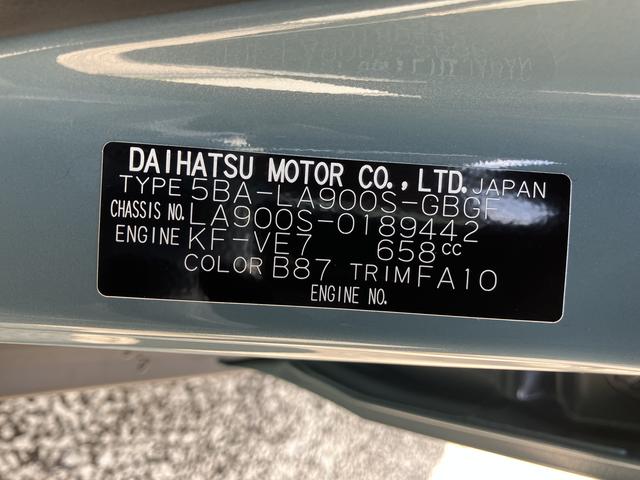 DAIHATSU MOTOR CO., LTD. JAPAN
TYPE 5BA-LA900S-GBGF
CHASSIS NO. LA900S-0189442
ENGINE KF-VE7 658cc
COLOR B87 TRIM FA10
ENGINE NO.